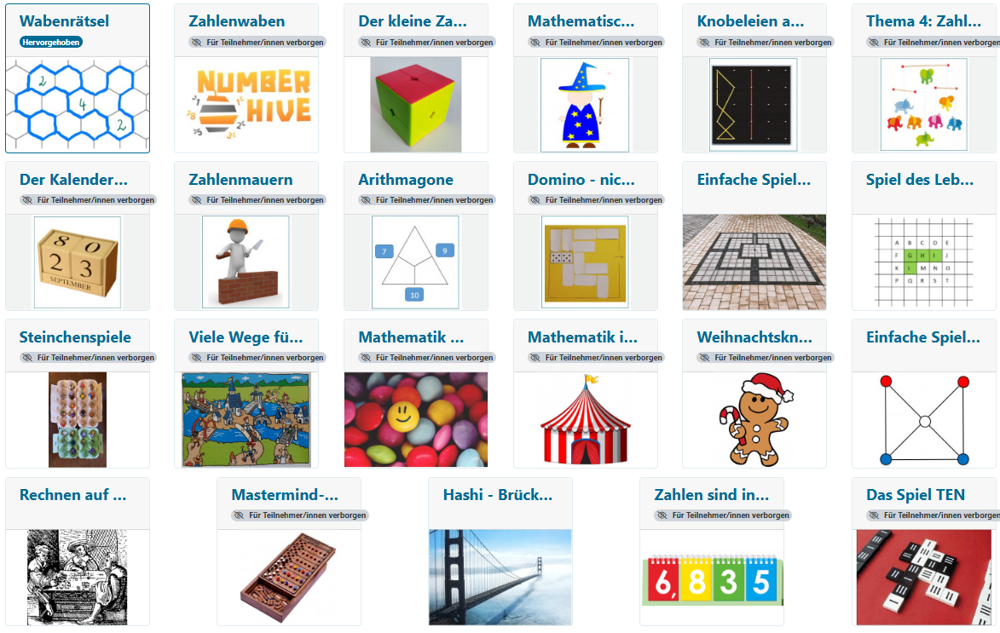 Wabenrätsel
Hervorgehoben
2
4
2
Zahlenwaben
Für Teilnehmer/innen verborgen
NUMBER
HIVE
Der kleine Za...
Für Teilnehmer/innen verborgen
Mathematisc...
Für Teilnehmer/innen verborgen
Knobeleien a...
Für Teilnehmer/innen verborgen
Thema 4: Zahl...
Für Teilnehmer/innen verborgen
Der Kalender...
Für Teilnehmer/innen verborgen
8 0
2 3
SEPTEMBER
Zahlenmauern
Für Teilnehmer/innen verborgen
Arithmagone
Für Teilnehmer/innen verborgen
7 9
10
Domino - nic...
Für Teilnehmer/innen verborgen
Einfache Spiel...
Spiel des Leb...
A B C D E
F G H I J
K L M N O
P Q R S T
Steinchenspiele
Für Teilnehmer/innen verborgen
Viele Wege fü...
Für Teilnehmer/innen verborgen
Mathematik ...
Für Teilnehmer/innen verborgen
Mathematik i...
Für Teilnehmer/innen verborgen
Weihnachtskn...
Für Teilnehmer/innen verborgen
Einfache Spiel...
Rechnen auf ...
Mastermind-...
Für Teilnehmer/innen verborgen
Hashi - Brück...
Zahlen sind in...
Für Teilnehmer/innen verborgen
6,835
Das Spiel TEN
Für Teilnehmer/innen verborgen